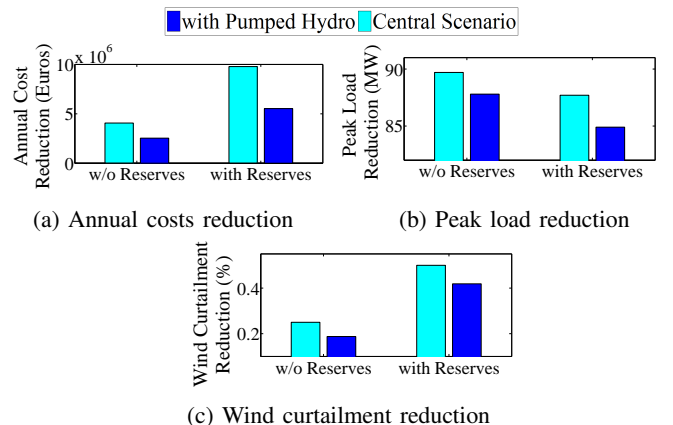 with Pumped Hydro Central Scenario
x 10^6
Annual Cost
Reduction (Euros)
10
5
0
w/o Reserves with Reserves
(a) Annual costs reduction
Peak Load
Reduction (MW)
90
85
w/o Reserves with Reserves
(b) Peak load reduction
Wind Curtailment
Reduction (%)
0.4
0.2
w/o Reserves with Reserves
(c) Wind curtailment reduction